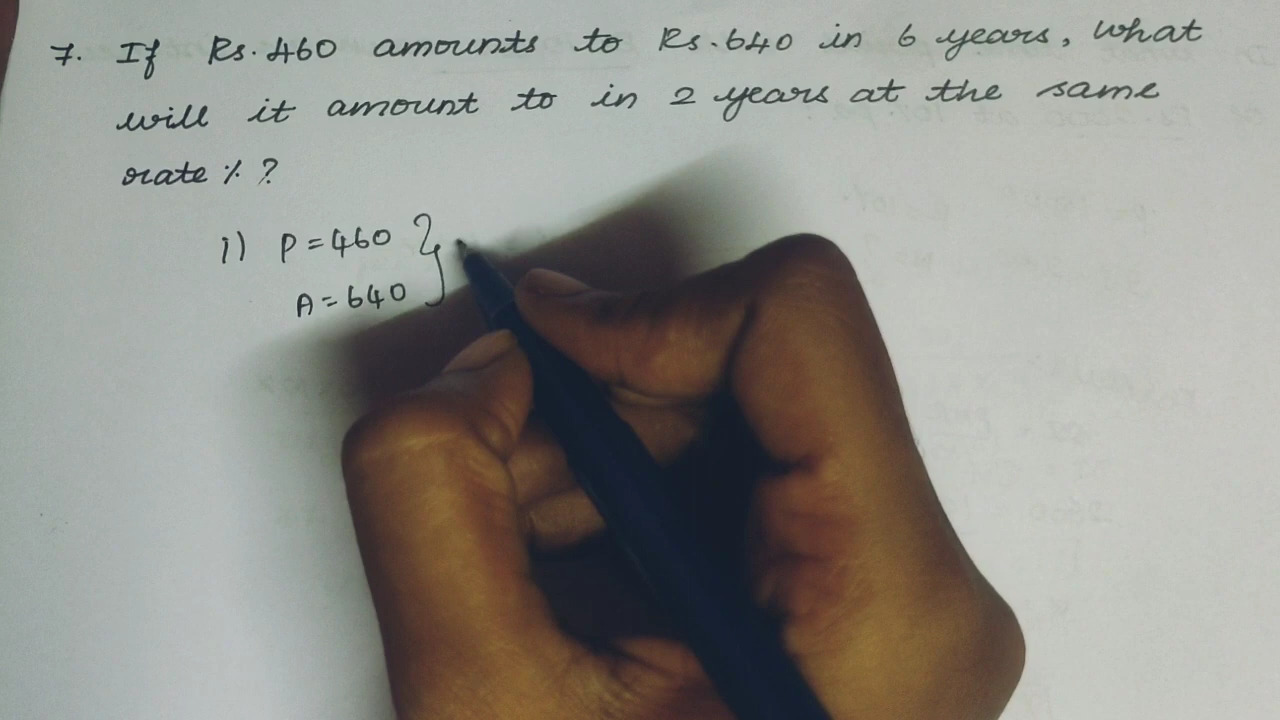 7. If Rs.460 amounts to Rs.640 in 6 years, what
will it amount to in 2 years at the same
rate % ?
i) P = 460
A = 640